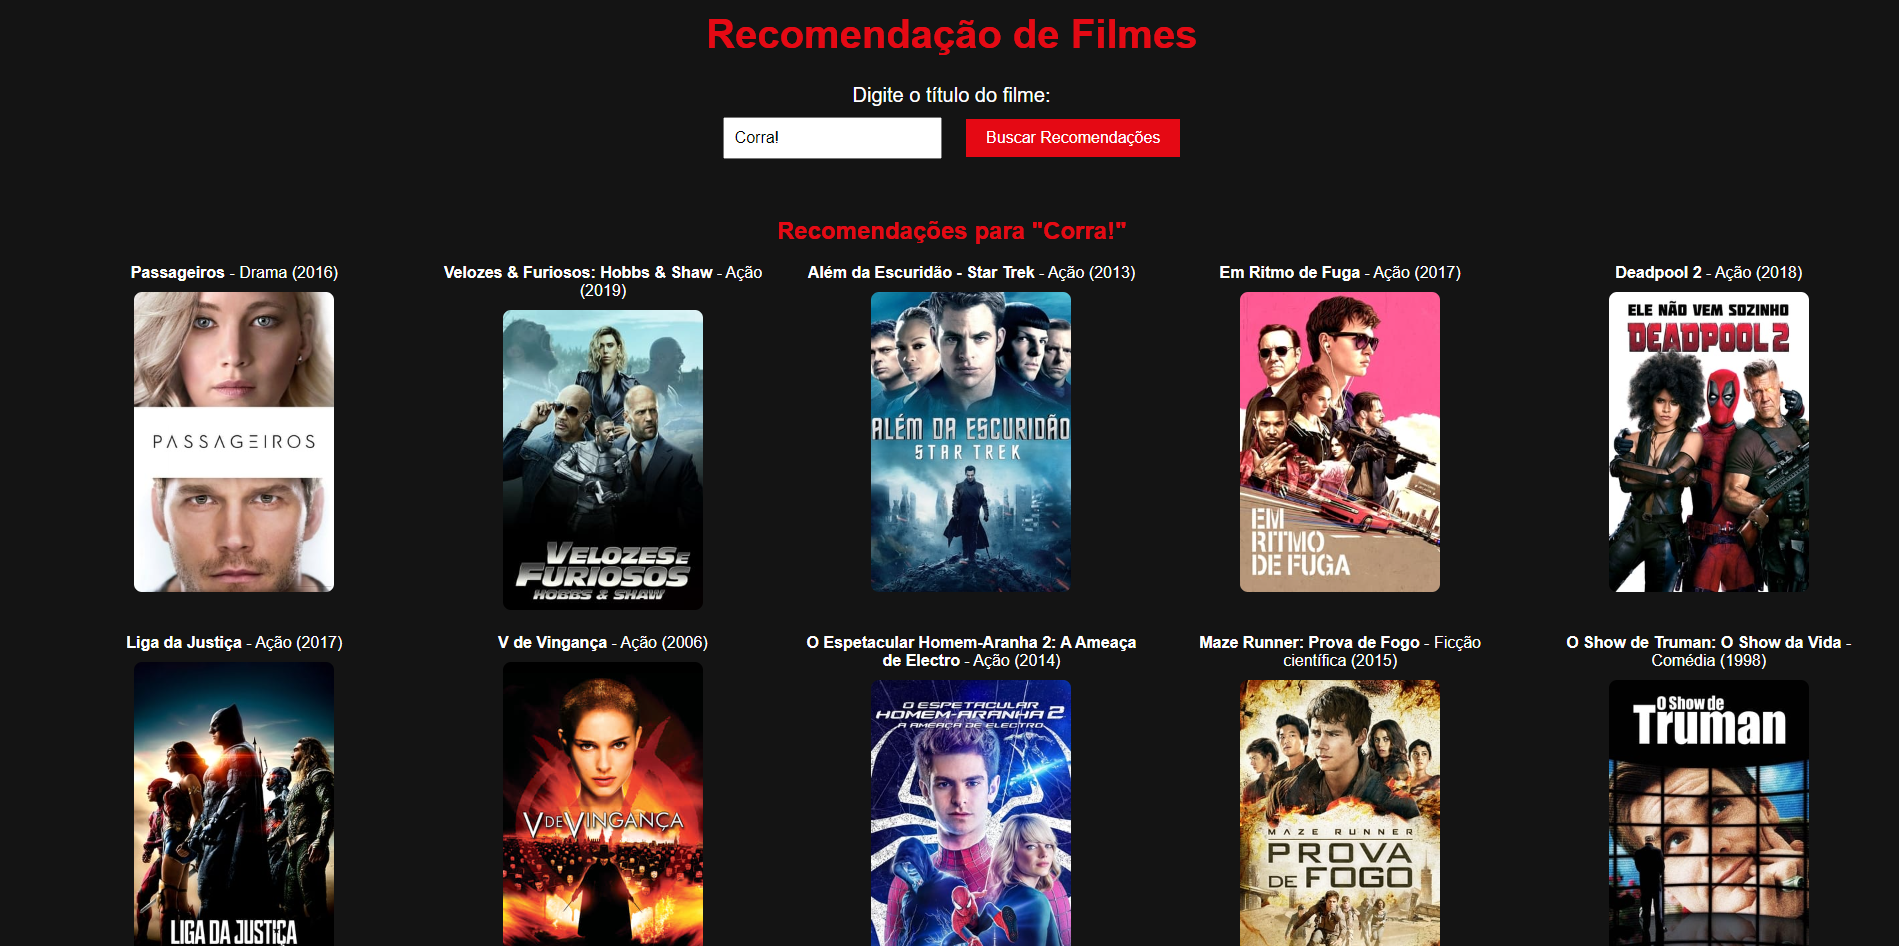 Recomendação de Filmes
Digite o título do filme:
Corra!
Buscar Recomendações
Recomendações para "Corra!"
Passageiros - Drama (2016)
PASSAGEIROS
Velozes & Furiosos: Hobbs & Shaw - Ação
(2019)
VELOZES E
FURIOSOS
HOBBS & SHAW
Além da Escuridão - Star Trek - Ação (2013)
ALÉM DA ESCURIDÃO
STAR TREK
Em Ritmo de Fuga - Ação (2017)
EM
RITMO
DE FUGA
Deadpool 2 - Ação (2018)
ELE NÃO VEM SOZINHO
DEADPOOL 2
Liga da Justiça - Ação (2017)
LIGA DA JUSTIÇA
V de Vingança - Ação (2006)
V DE VINGANÇA
O Espetacular Homem-Aranha 2: A Ameaça
de Electro - Ação (2014)
O ESPETACULAR
HOMEM-ARANHA 2
A AMEAÇA DE ELECTRO
Maze Runner: Prova de Fogo - Ficção
científica (2015)
MAZE RUNNER
PROVA
DE FOGO
O Show de Truman: O Show da Vida -
Comédia (1998)
O Show de
Truman